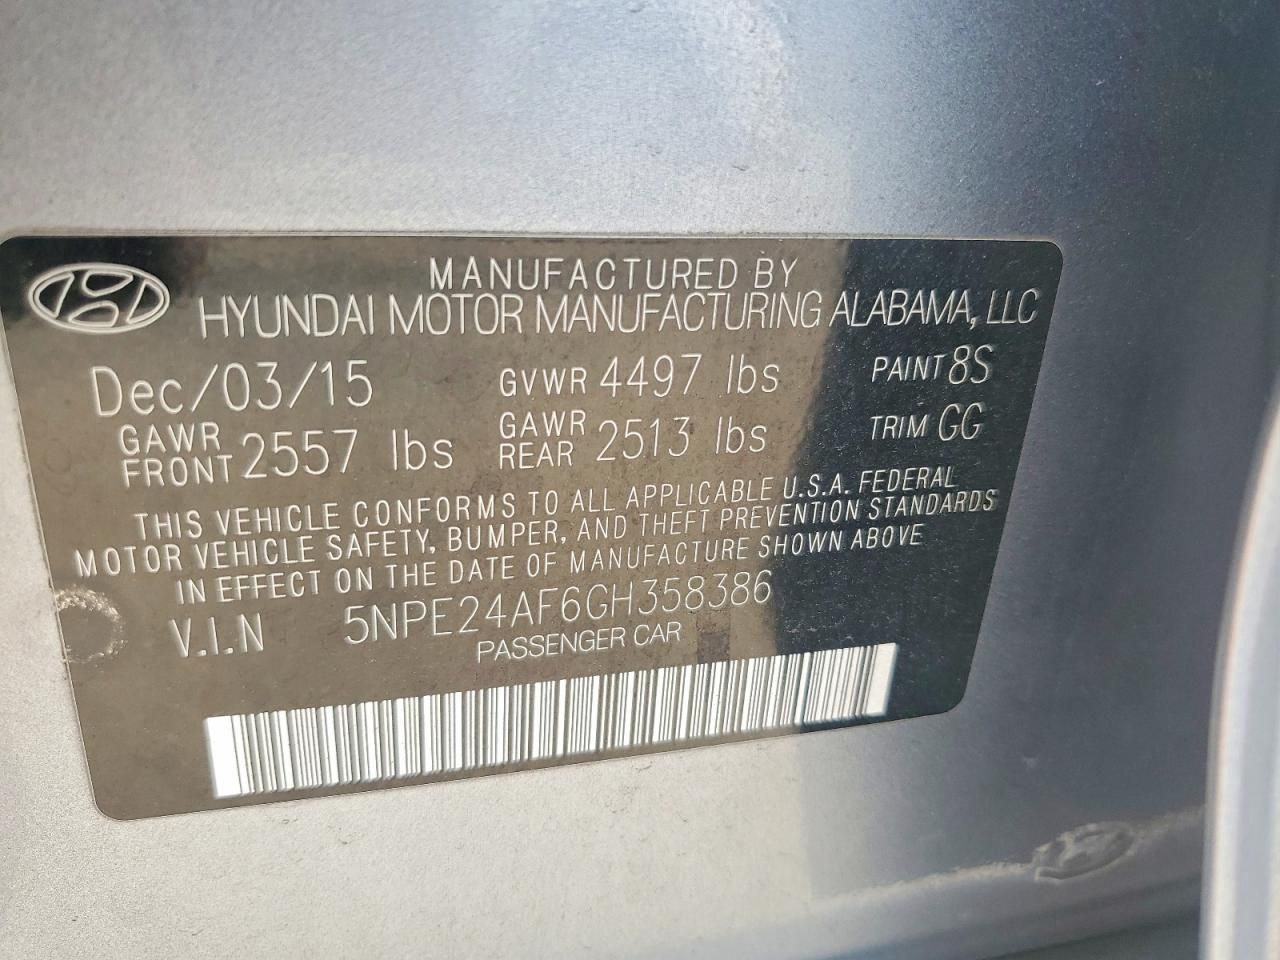 MANUFACTURED BY
HYUNDAI MOTOR MANUFACTURING ALABAMA, LLC
Dec/03/15 GVWR 4497 lbs PAINT 8S
GAWR FRONT 2557 lbs GAWR REAR 2513 lbs TRIM GG
THIS VEHICLE CONFORMS TO ALL APPLICABLE U.S.A. FEDERAL
MOTOR VEHICLE SAFETY, BUMPER, AND THEFT PREVENTION STANDARDS
IN EFFECT ON THE DATE OF MANUFACTURE SHOWN ABOVE
V.I.N 5NPE24AF6GH358386
PASSENGER CAR